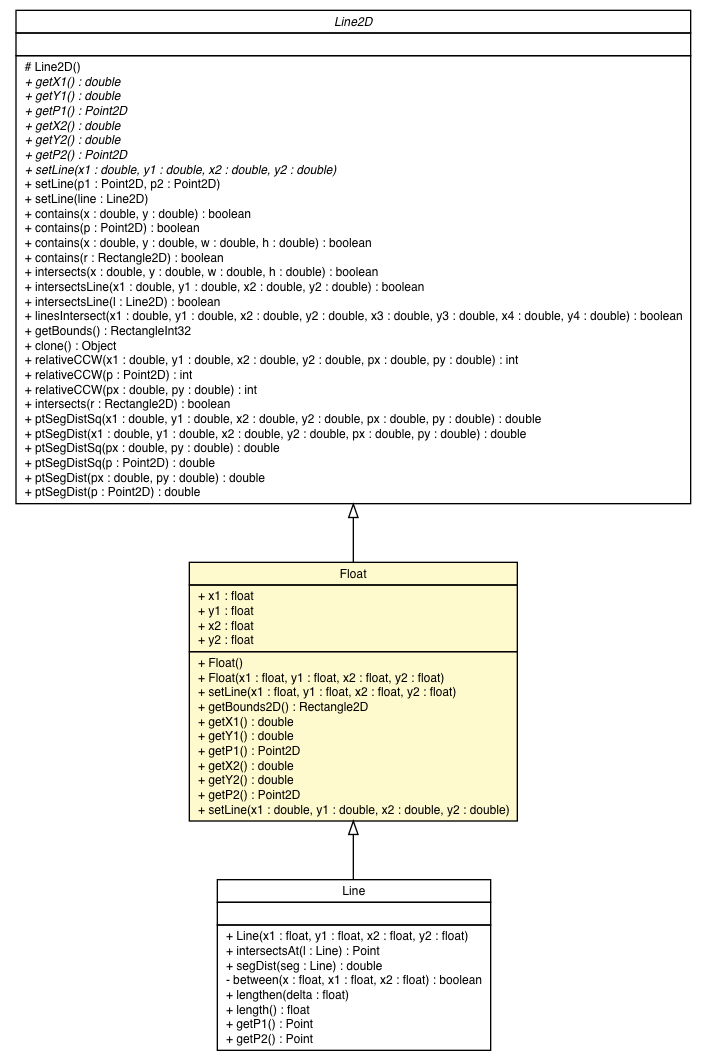 Line2D
# Line2D()
+ getX1() : double
+ getY1() : double
+ getP1() : Point2D
+ getX2() : double
+ getY2() : double
+ getP2() : Point2D
+ setLine(x1 : double, y1 : double, x2 : double, y2 : double)
+ setLine(p1 : Point2D, p2 : Point2D)
+ setLine(line : Line2D)
+ contains(x : double, y : double) : boolean
+ contains(p : Point2D) : boolean
+ contains(x : double, y : double, w : double, h : double) : boolean
+ contains(r : Rectangle2D) : boolean
+ intersects(x : double, y : double, w : double, h : double) : boolean
+ intersectsLine(x1 : double, y1 : double, x2 : double, y2 : double) : boolean
+ intersectsLine(l : Line2D) : boolean
+ linesIntersect(x1 : double, y1 : double, x2 : double, y2 : double, x3 : double, y3 : double, x4 : double, y4 : double) : boolean
+ getBounds() : RectangleInt32
+ clone() : Object
+ relativeCCW(x1 : double, y1 : double, x2 : double, y2 : double, px : double, py : double) : int
+ relativeCCW(p : Point2D) : int
+ relativeCCW(px : double, py : double) : int
+ intersects(r : Rectangle2D) : boolean
+ ptSegDistSq(x1 : double, y1 : double, x2 : double, y2 : double, px : double, py : double) : double
+ ptSegDist(x1 : double, y1 : double, x2 : double, y2 : double, px : double, py : double) : double
+ ptSegDistSq(px : double, py : double) : double
+ ptSegDistSq(p : Point2D) : double
+ ptSegDist(px : double, py : double) : double
+ ptSegDist(p : Point2D) : double
Float
+ x1 : float
+ y1 : float
+ x2 : float
+ y2 : float
+ Float()
+ Float(x1 : float, y1 : float, x2 : float, y2 : float)
+ setLine(x1 : float, y1 : float, x2 : float, y2 : float)
+ getBounds2D() : Rectangle2D
+ getX1() : double
+ getY1() : double
+ getP1() : Point2D
+ getX2() : double
+ getY2() : double
+ getP2() : Point2D
+ setLine(x1 : double, y1 : double, x2 : double, y2 : double)
Line
+ Line(x1 : float, y1 : float, x2 : float, y2 : float)
+ intersectsAt(l : Line) : Point
+ segDist(seg : Line) : double
- between(x : float, x1 : float, x2 : float) : boolean
+ lengthen(delta : float)
+ length() : float
+ getP1() : Point
+ getP2() : Point